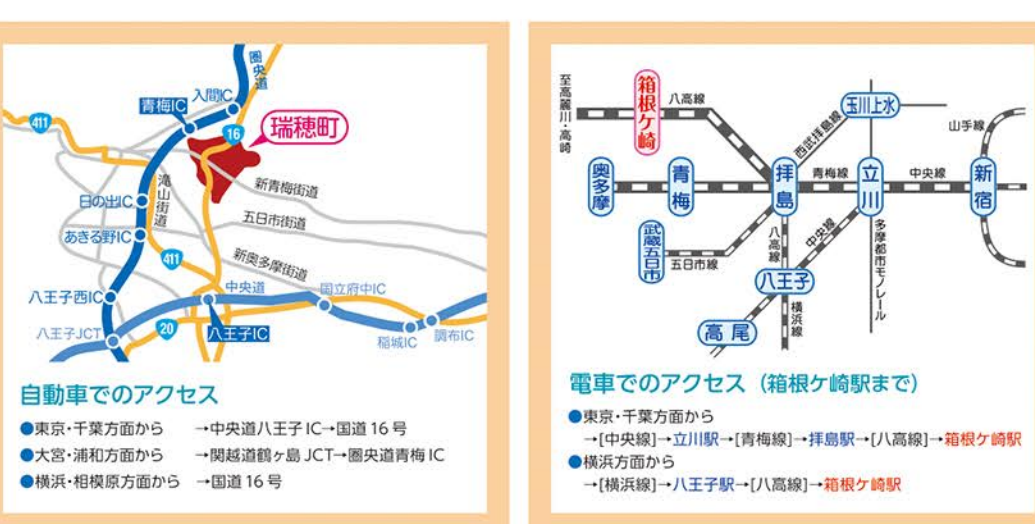 圏央道
入間IC
青梅IC
411
16
瑞穂町
滝山街道
新青梅街道
日の出IC
五日市街道
あきる野IC
新奥多摩街道
411
八王子西IC
中央道
国立府中IC
八王子JCT
20
八王子IC
稲城IC
調布IC
自動車でのアクセス
●東京・千葉方面から →中央道八王子IC→国道16号
●大宮・浦和方面から →関越道鶴ヶ島JCT→圏央道青梅IC
●横浜・相模原方面から →国道16号
至高麗川・高崎
箱根ケ崎
八高線
玉川上水
西武拝島線
山手線
奥多摩
青梅
拝島
青梅線
立川
中央線
新宿
武蔵五日市
五日市線
八高線
中央線
多摩都市モノレール
八王子
横浜線
高尾
電車でのアクセス（箱根ケ崎駅まで）
●東京・千葉方面から
→[中央線]→立川駅→[青梅線]→拝島駅→[八高線]→箱根ケ崎駅
●横浜方面から
→[横浜線]→八王子駅→[八高線]→箱根ケ崎駅